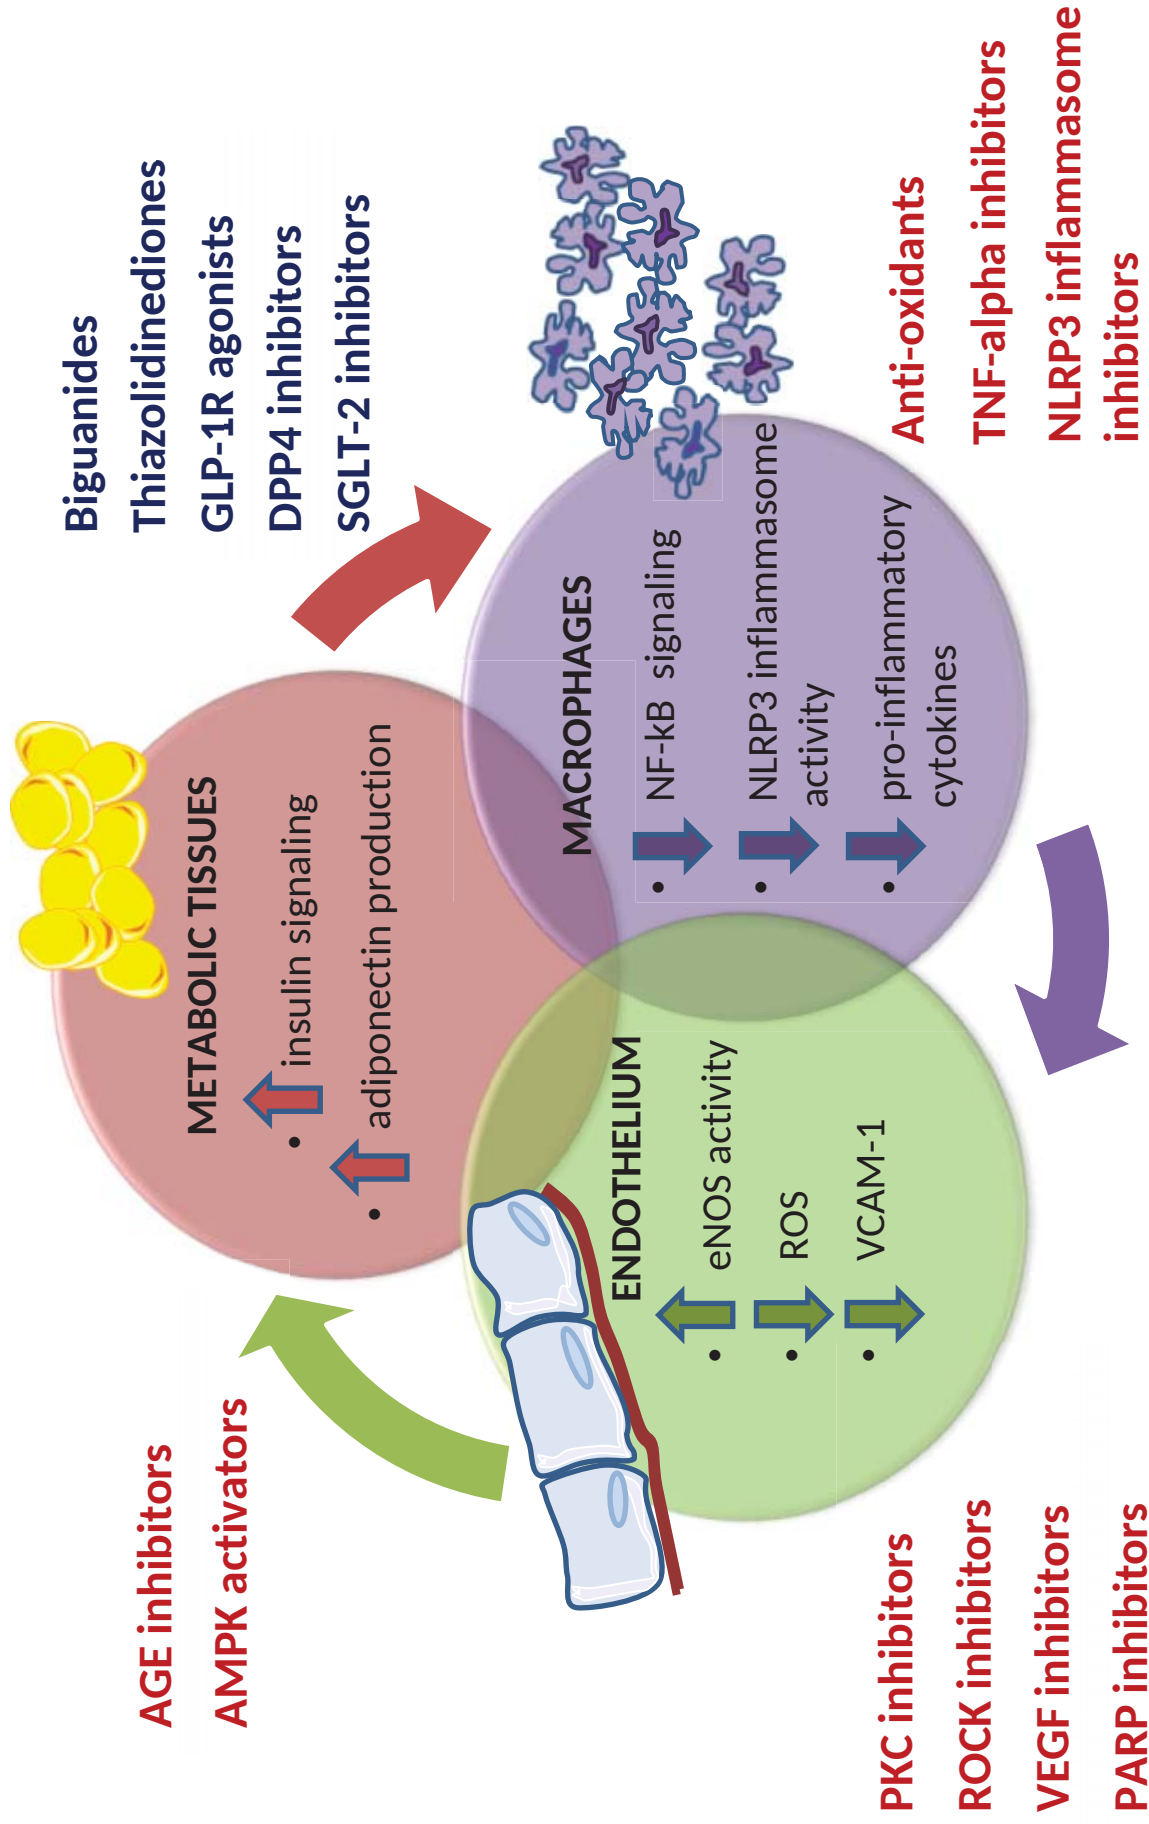 Biguanides
Thiazolidinediones
GLP-1R agonists
DPP4 inhibitors
SGLT-2 inhibitors
AGE inhibitors
AMPK activators
METABOLIC TISSUES
• insulin signaling
• adiponectin production
MACROPHAGES
• NF-kB signaling
• NLRP3 inflammasome
activity
• pro-inflammatory
cytokines
ENDOTHELIUM
• eNOS activity
• ROS
• VCAM-1
PKC inhibitors
ROCK inhibitors
VEGF inhibitors
PARP inhibitors
Anti-oxidants
TNF-alpha inhibitors
NLRP3 inflammasome
inhibitors